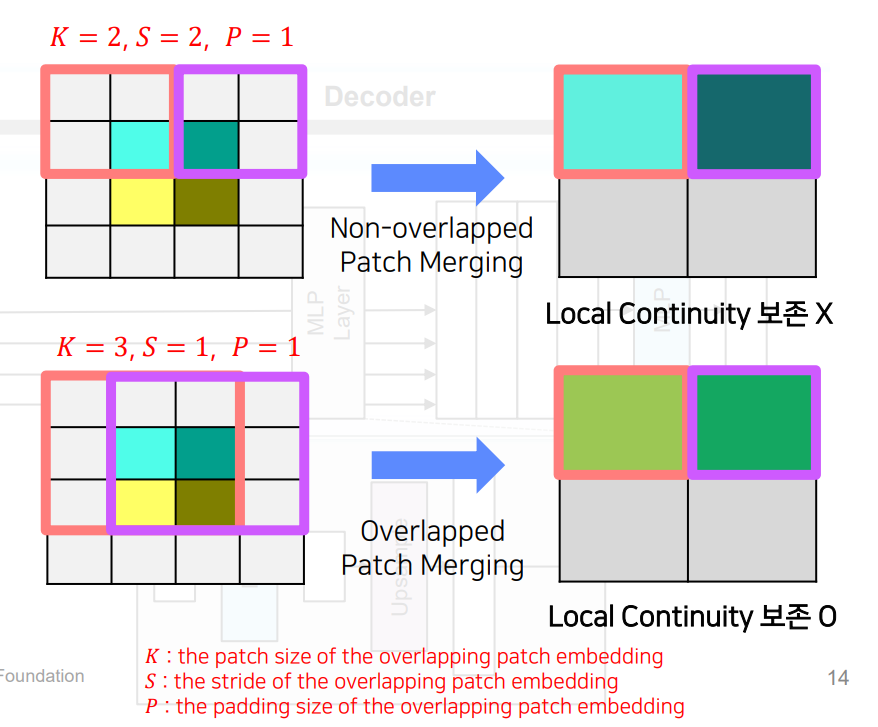 K = 2, S = 2, P = 1
Decoder
Non-overlapped
Patch Merging
MLP
Layer
MLP
Local Continuity 보존 X
K = 3, S = 1, P = 1
Overlapped
Patch Merging
Local Continuity 보존 O
K : the patch size of the overlapping patch embedding
S : the stride of the overlapping patch embedding
P : the padding size of the overlapping patch embedding
Foundation
14